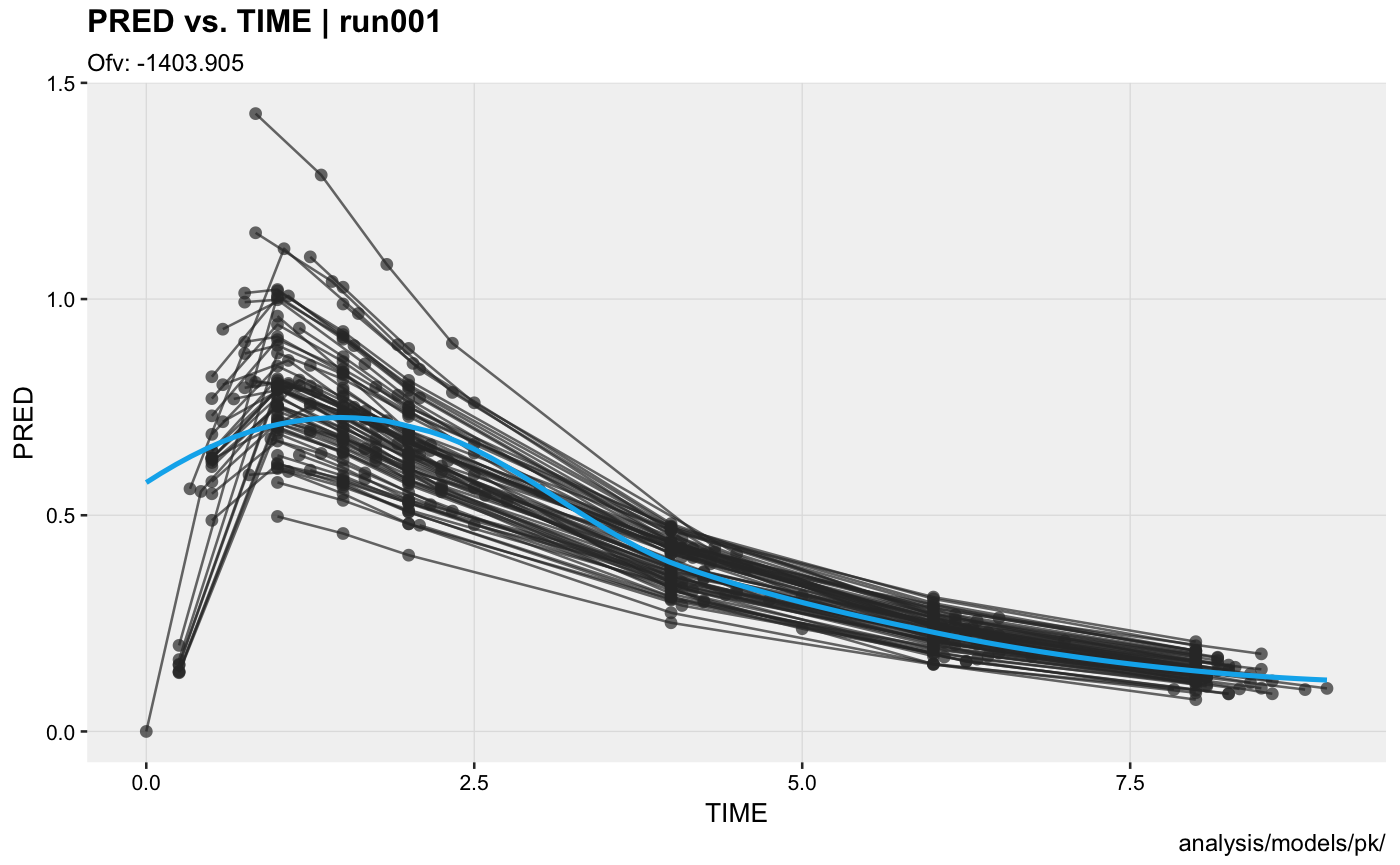 PRED vs. TIME | run001
Ofv: -1403.905
1.5
1.0
0.5
0.0
PRED
0.0 2.5 5.0 7.5
TIME
analysis/models/pk/